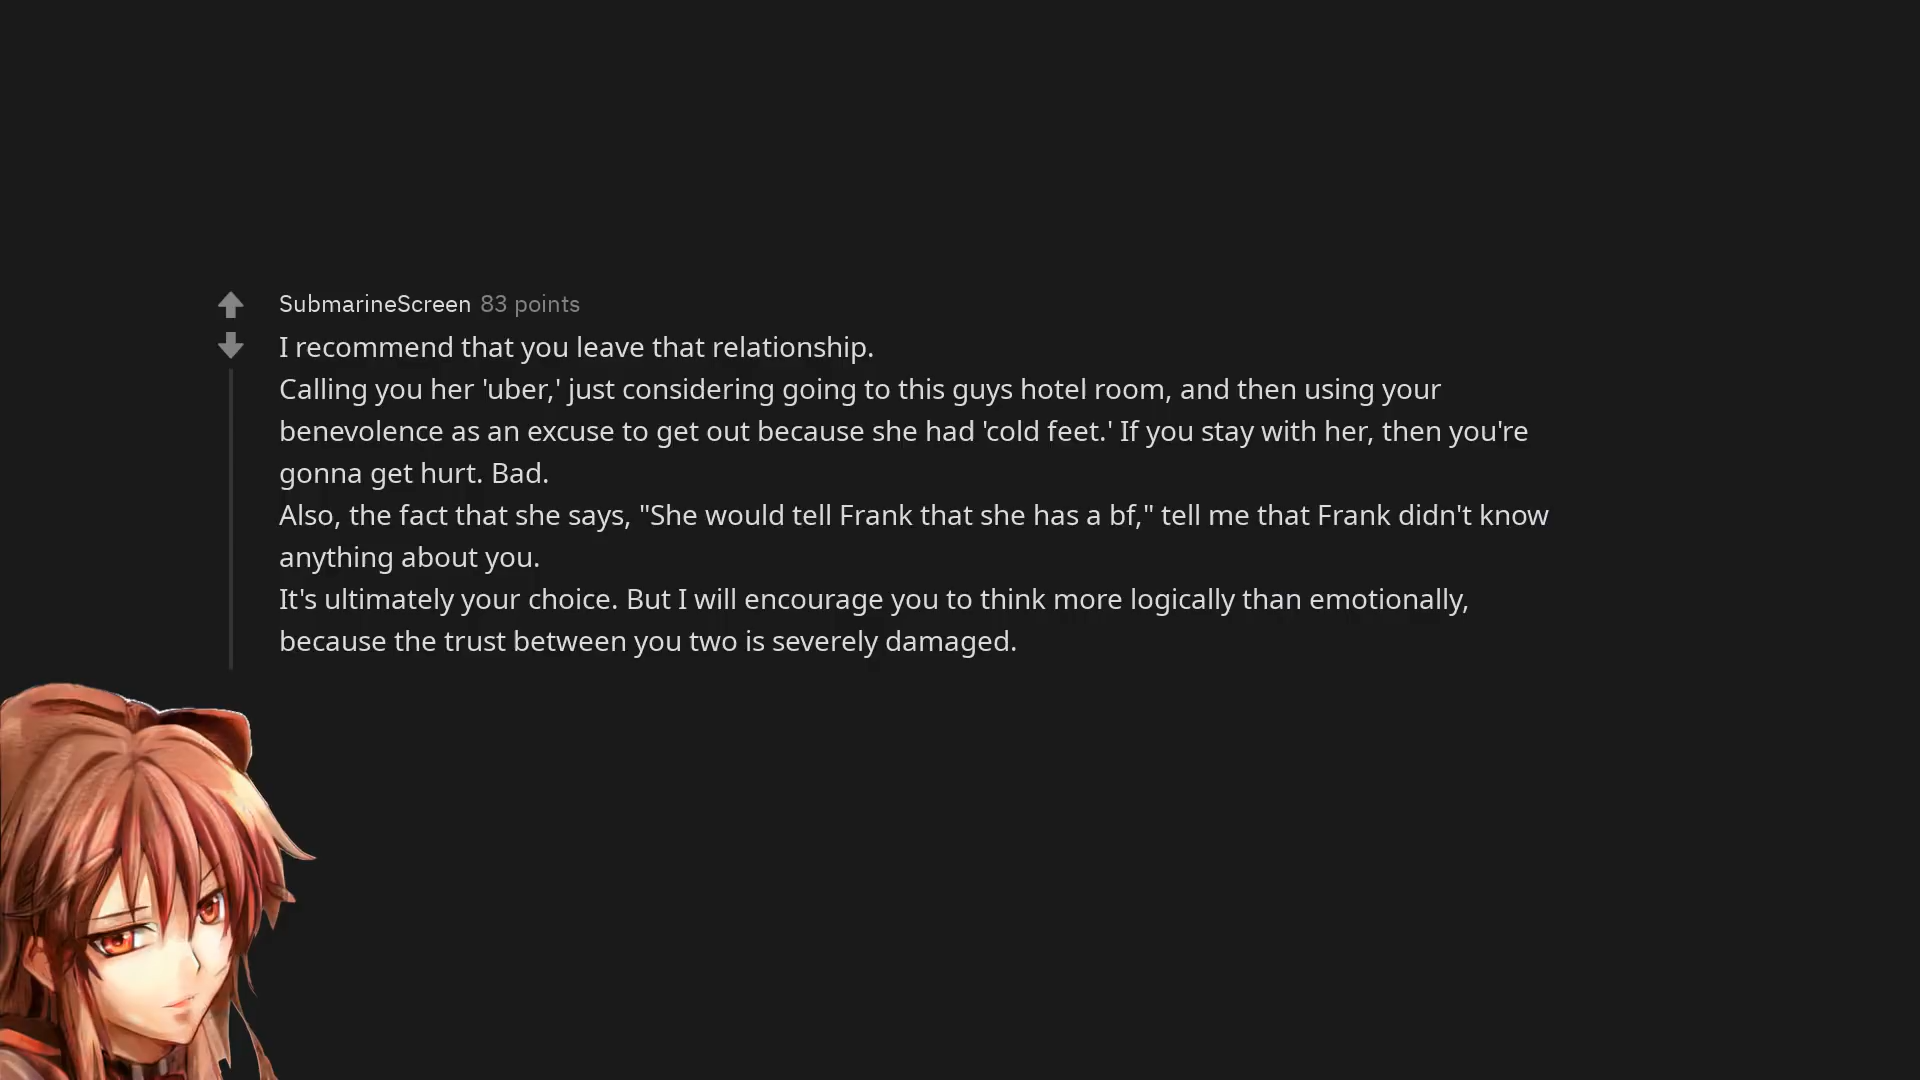 SubmarineScreen 83 points
I recommend that you leave that relationship.
Calling you her 'uber,' just considering going to this guys hotel room, and then using your
benevolence as an excuse to get out because she had 'cold feet.' If you stay with her, then you're
gonna get hurt. Bad.
Also, the fact that she says, "She would tell Frank that she has a bf," tell me that Frank didn't know
anything about you.
It's ultimately your choice. But I will encourage you to think more logically than emotionally,
because the trust between you two is severely damaged.